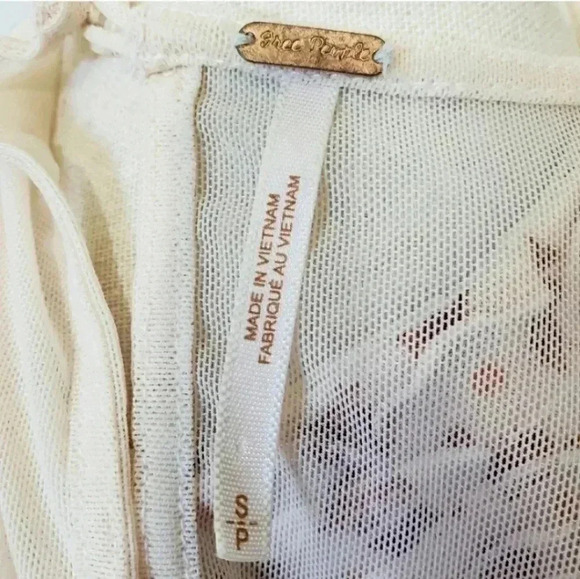 Free People
MADE IN VIETNAM
FABRIQUÉ AU VIETNAM
S|P